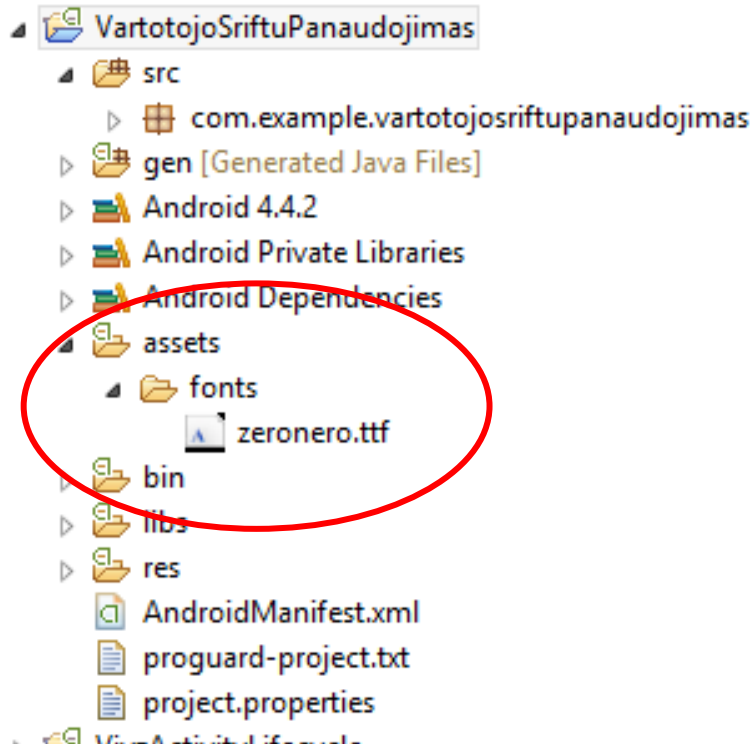 VartotojoSriftuPanaudojimas
src
com.example.vartotojosriftupanaudojimas
gen [Generated Java Files]
Android 4.4.2
Android Private Libraries
Android Dependencies
assets
fonts
zeronero.ttf
bin
libs
res
AndroidManifest.xml
proguard-project.txt
project.properties